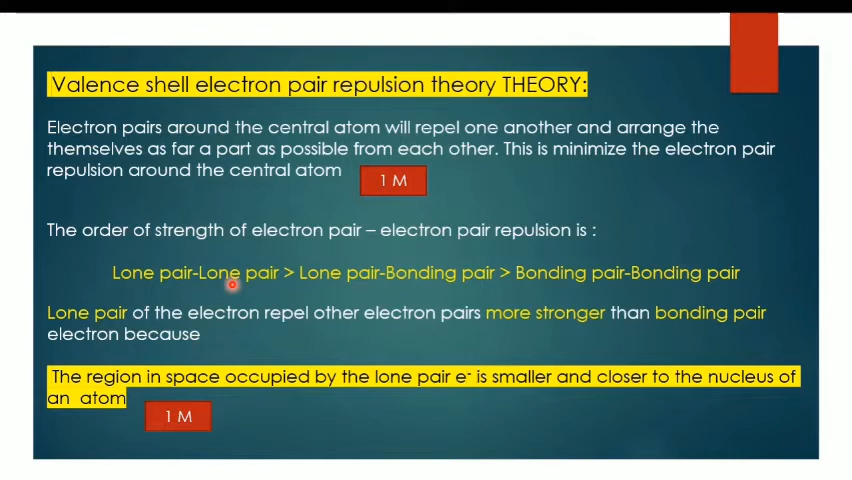 Valence shell electron pair repulsion theory THEORY:
Electron pairs around the central atom will repel one another and arrange the
themselves as far a part as possible from each other. This is minimize the electron pair
repulsion around the central atom
1 M
The order of strength of electron pair – electron pair repulsion is :
Lone pair-Lone pair > Lone pair-Bonding pair > Bonding pair-Bonding pair
Lone pair of the electron repel other electron pairs more stronger than bonding pair
electron because
The region in space occupied by the lone pair e⁻ is smaller and closer to the nucleus of
an atom
1 M